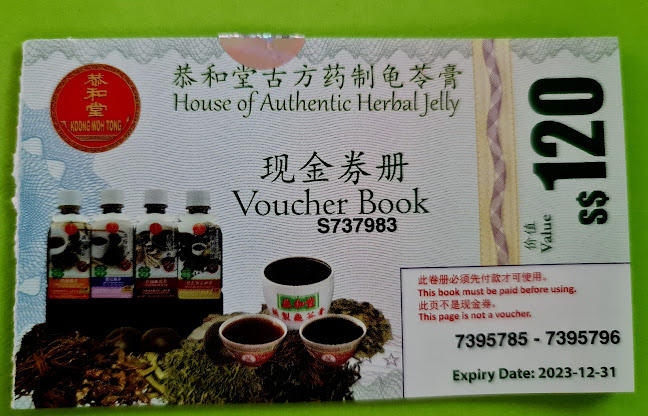 恭和堂
KOONG WOH TONG
恭和堂古方药制龟苓膏
House of Authentic Herbal Jelly
现金券册
Voucher Book
S737983
价值
Value
S$120
此卷册必须先付款才可使用。
This book must be paid before using.
此页不是现金券。
This page is not a voucher.
7395785 - 7395796
Expiry Date: 2023-12-31